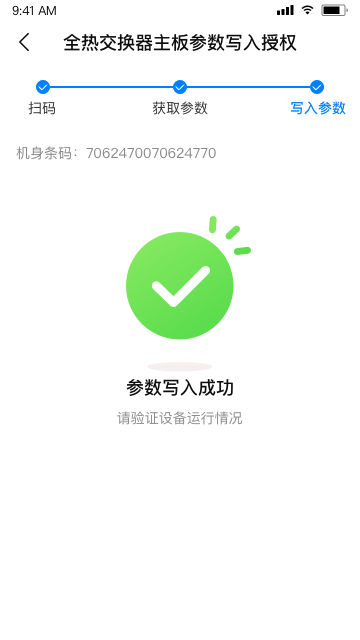 9:41 AM
全热交换器主板参数写入授权
扫码
获取参数
写入参数
机身条码：7062470070624770
参数写入成功
请验证设备运行情况